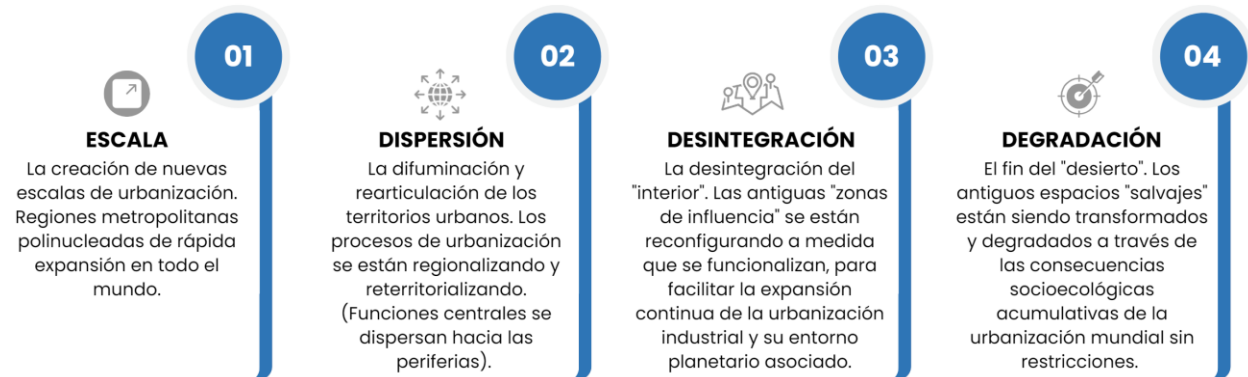 01
ESCALA
La creación de nuevas
escalas de urbanización.
Regiones metropolitanas
polinucleadas de rápida
expansión en todo el
mundo.
02
DISPERSIÓN
La difuminación y
rearticulación de los
territorios urbanos. Los
procesos de urbanización
se están regionalizando y
reterritorializando.
(Funciones centrales se
dispersan hacia las
periferias).
03
DESINTEGRACIÓN
La desintegración del
"interior". Las antiguas "zonas
de influencia" se están
reconfigurando a medida
que se funcionalizan, para
facilitar la expansión
continua de la urbanización
industrial y su entorno
planetario asociado.
04
DEGRADACIÓN
El fin del "desierto". Los
antiguos espacios "salvajes"
están siendo transformados
y degradados a través de
las consecuencias
socioecológicas
acumulativas de la
urbanización mundial sin
restricciones.